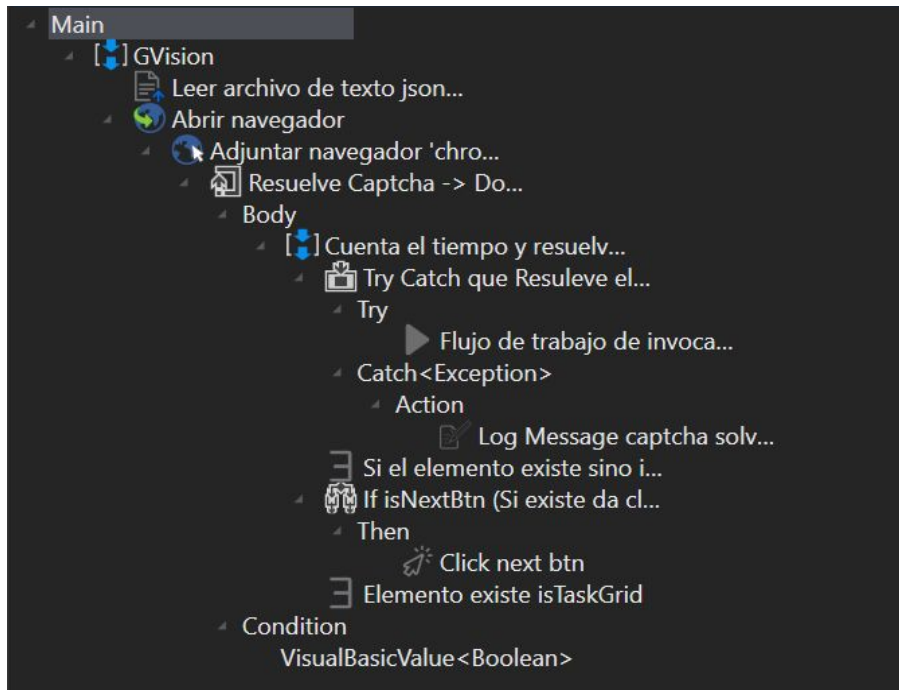 Main
GVision
Leer archivo de texto json...
Abrir navegador
Adjuntar navegador 'chro...
Resuelve Captcha -> Do...
Body
Cuenta el tiempo y resuelv...
Try Catch que Resuleve el...
Try
Flujo de trabajo de invoca...
Catch<Exception>
Action
Log Message captcha solv...
Si el elemento existe sino i...
If isNextBtn (Si existe da cl...
Then
Click next btn
Elemento existe isTaskGrid
Condition
VisualBasicValue<Boolean>